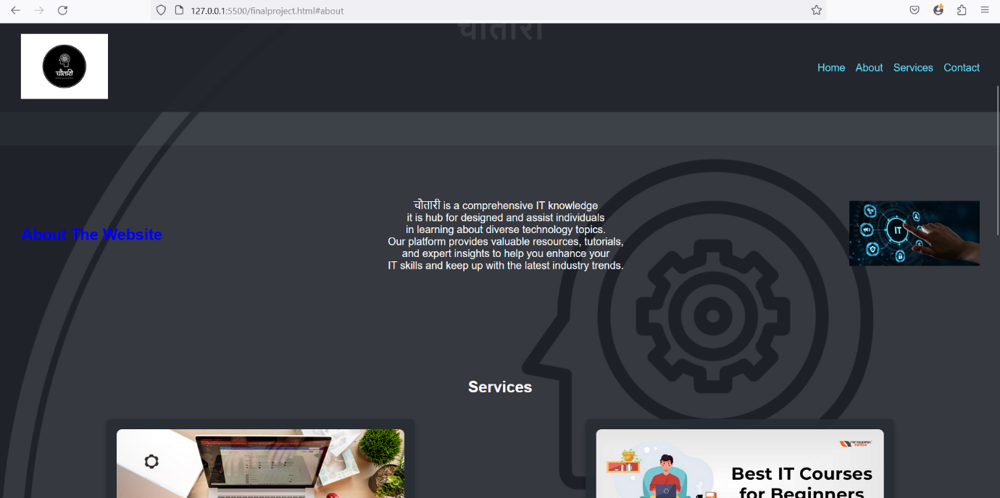 127.0.0.1:5500/finalproject.html#about
चौतारी
चौतारी
Home About Services Contact
About The Website
चोतारी is a comprehensive IT knowledge
it is hub for designed and assist individuals
in learning about diverse technology topics.
Our platform provides valuable resources, tutorials,
and expert insights to help you enhance your
IT skills and keep up with the latest industry trends.
IT
Services
Best IT Courses
for Beginners